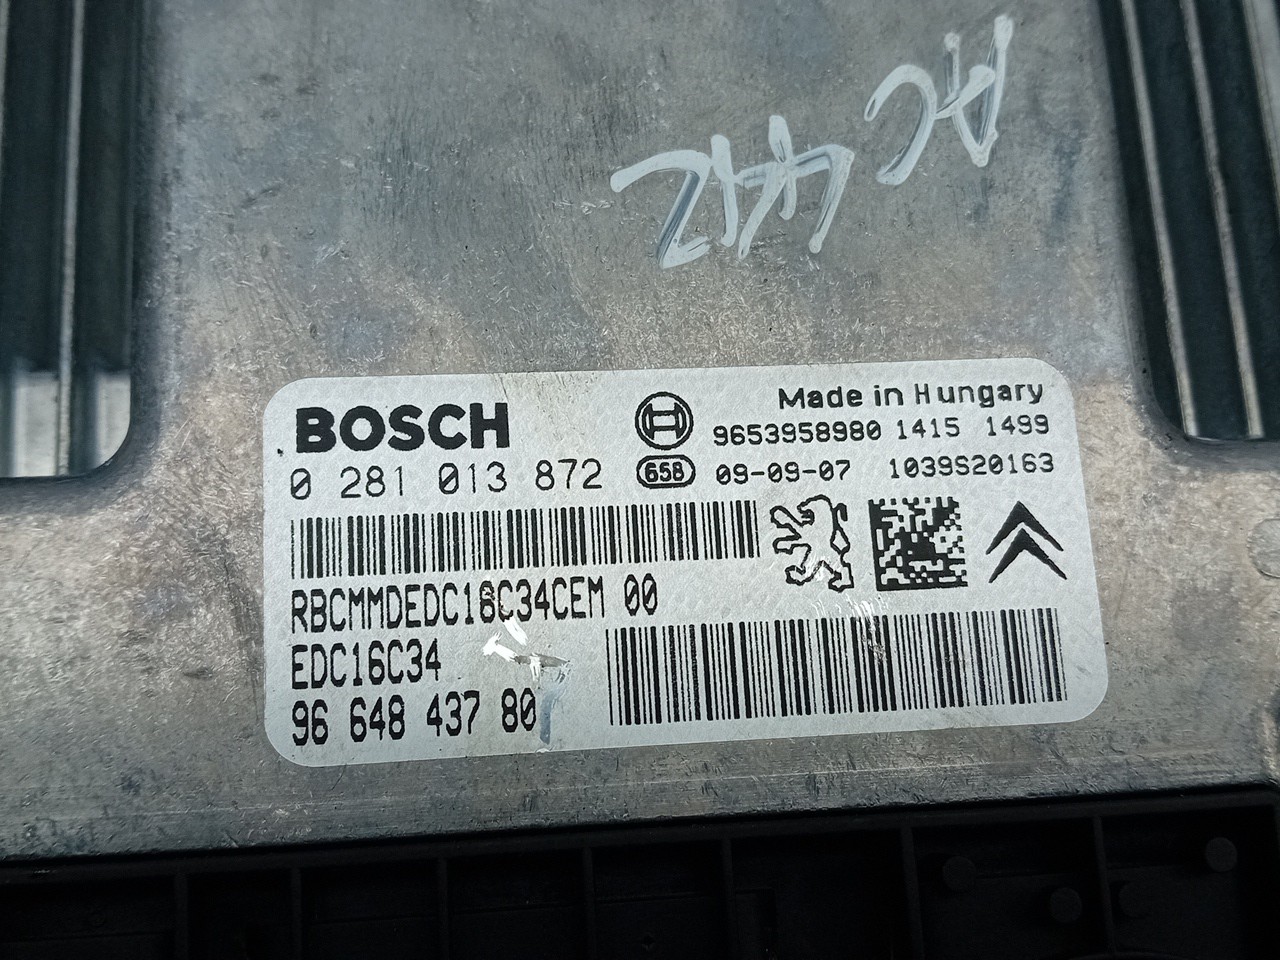 BOSCH
Made in Hungary
9653958980 1415 1499
0 281 013 872
658 09-09-07 1039S20163
RBCMMDEDC16C34CEM 00
EDC16C34
96 648 437 80